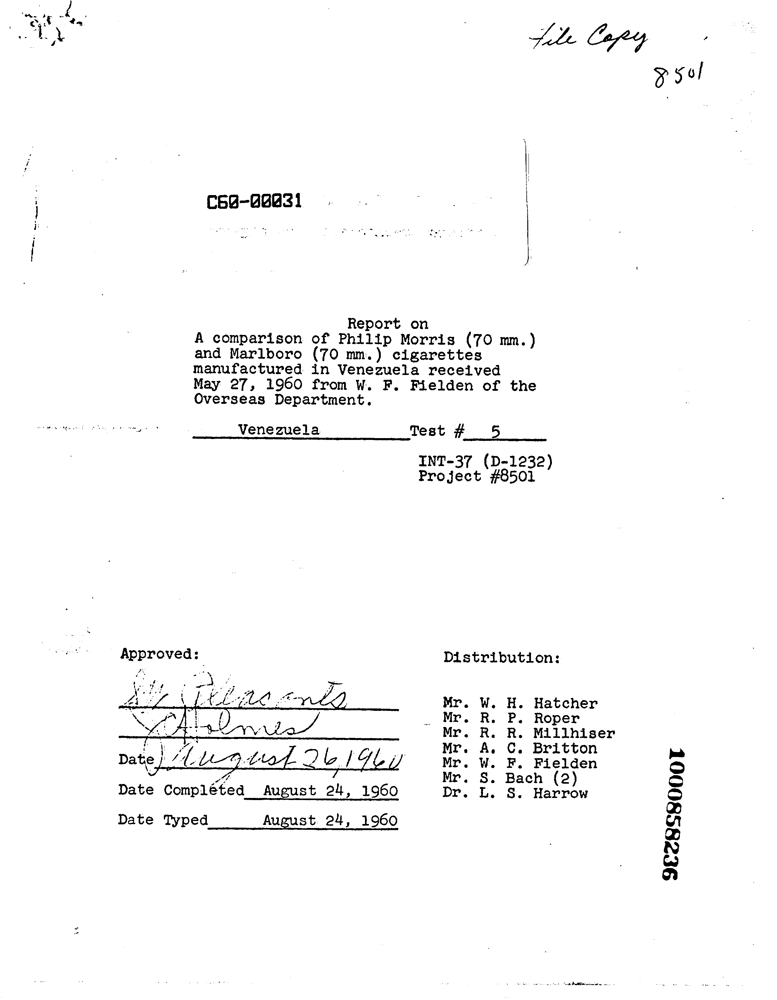 File Copy
8501
C60-00031
Report on
A comparison of Philip Morris (70 mm.)
and Marlboro (70 mm.) cigarettes
manufactured in Venezuela received
May 27, 1960 from W. F. Fielden of the
Overseas Department.
Venezuela Test # 5
INT-37 (D-1232)
Project #8501
Approved:
Pleasants
Holmes
Date August 26, 1960
Date Completed August 24, 1960
Date Typed August 24, 1960
Distribution:
Mr. W. H. Hatcher
Mr. R. P. Roper
Mr. R. R. Millhiser
Mr. A. C. Britton
Mr. W. F. Fielden
Mr. S. Bach (2)
Dr. L. S. Harrow
1000858236